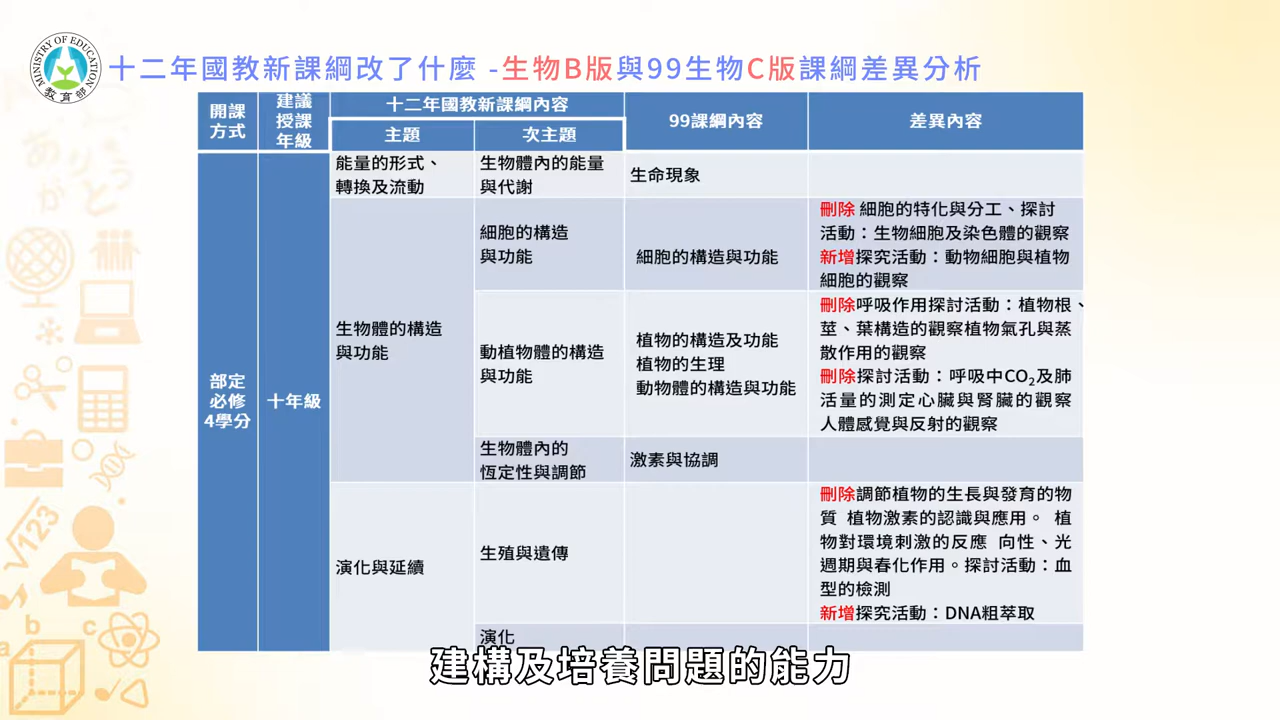 MINISTRY OF EDUCATION
教育部
十二年國教新課綱改了什麼 -生物B版與99生物C版課綱差異分析
開課
方式
建議
授課
年級
十二年國教新課綱內容
主題
次主題
99課綱內容
差異內容
部定
必修
4學分
十年級
能量的形式、
轉換及流動
生物體內的能量
與代謝
生命現象
生物體的構造
與功能
細胞的構造
與功能
細胞的構造與功能
刪除 細胞的特化與分工、探討
活動：生物細胞及染色體的觀察
新增探究活動：動物細胞與植物
細胞的觀察
動植物體的構造
與功能
植物的構造及功能
植物的生理
動物體的構造與功能
刪除呼吸作用探討活動：植物根、
莖、葉構造的觀察植物氣孔與蒸
散作用的觀察
刪除探討活動：呼吸中CO₂及肺
活量的測定心臟與腎臟的觀察
人體感覺與反射的觀察
生物體內的
恆定性與調節
激素與協調
演化與延續
生殖與遺傳
刪除調節植物的生長與發育的物
質 植物激素的認識與應用。 植
物對環境刺激的反應 向性、光
週期與春化作用。探討活動：血
型的檢測
新增探究活動：DNA粗萃取
演化
建構及培養問題的能力
あ
り
う
が
と
√123
a
b
c